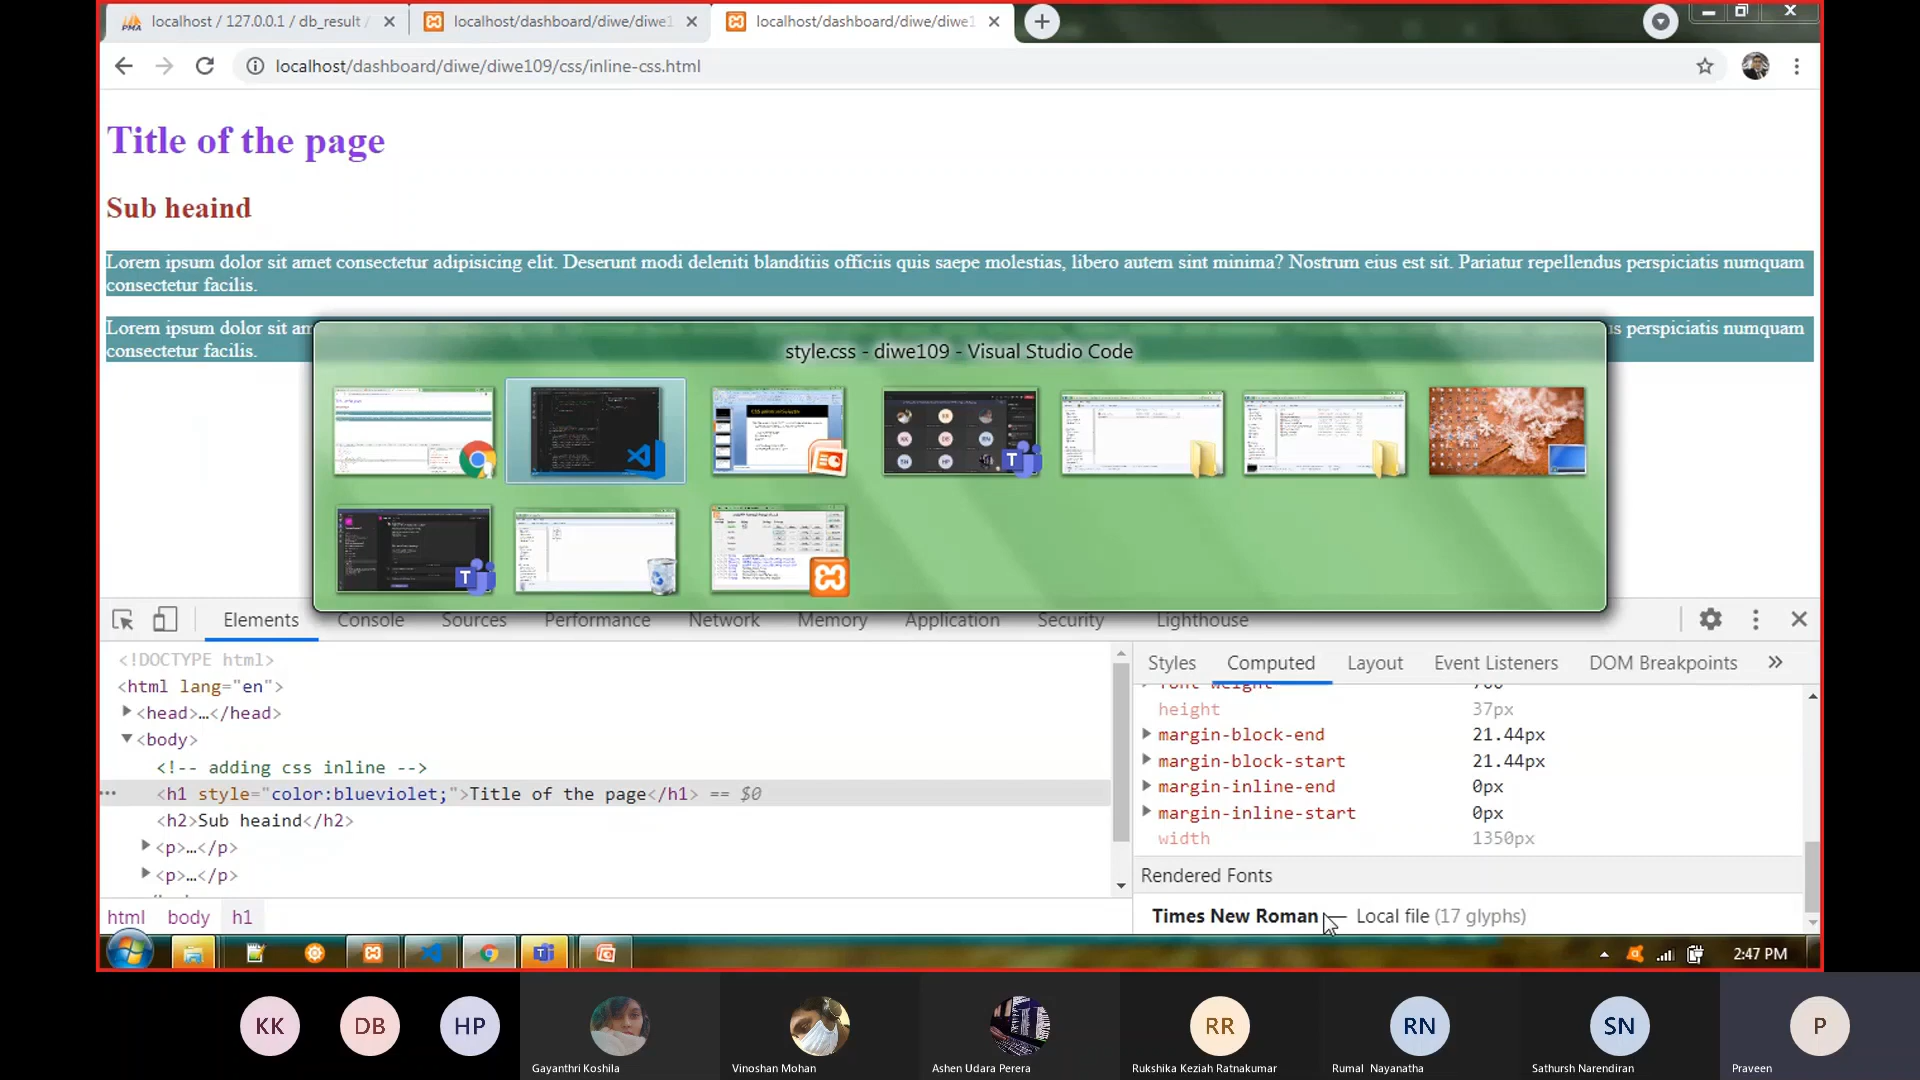 localhost / 127.0.0.1 / db_result /
localhost/dashboard/diwe/diwe1
localhost/dashboard/diwe/diwe1
localhost/dashboard/diwe/diwe109/css/inline-css.html
Title of the page
Sub heaind
Lorem ipsum dolor sit amet consectetur adipisicing elit. Deserunt modi deleniti blanditiis officiis quis saepe molestias, libero autem sint minima? Nostrum eius est sit. Pariatur repellendus perspiciatis numquam
consectetur facilis.
Lorem ipsum dolor sit am
us perspiciatis numquam
consectetur facilis.
style.css - diwe109 - Visual Studio Code
Elements Console Sources Performance Network Memory Application Security Lighthouse
<!DOCTYPE html>
<html lang="en">
<head>…</head>
<body>
<!-- adding css inline -->
<h1 style="color:blueviolet;">Title of the page</h1> == $0
<h2>Sub heaind</h2>
<p>…</p>
<p>…</p>
html body h1
Styles Computed Layout Event Listeners DOM Breakpoints »
font-weight 700
height 37px
margin-block-end 21.44px
margin-block-start 21.44px
margin-inline-end 0px
margin-inline-start 0px
width 1350px
Rendered Fonts
Times New Roman — Local file (17 glyphs)
2:47 PM
KK
DB
HP
RR
RN
SN
P
Gayanthri Koshila
Vinoshan Mohan
Ashen Udara Perera
Rukshika Keziah Ratnakumar
Rumal Nayanatha
Sathursh Narendiran
Praveen